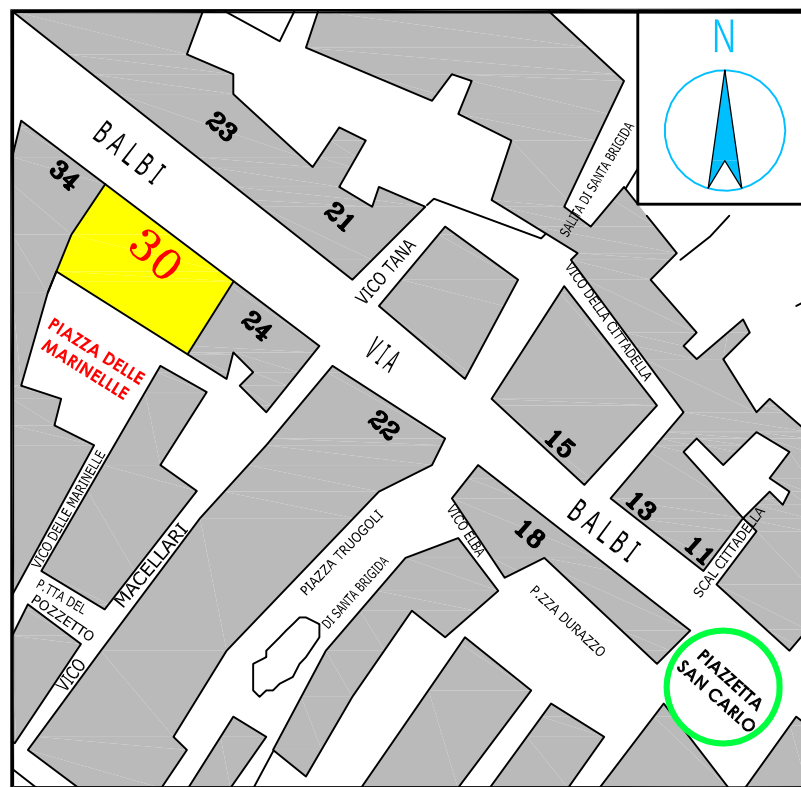 N
BALBI
23
34
21
30
SALITA DI SANTA BRIGIDA
VICO TANA
VICO DELLA CITTADELLA
24
PIAZZA DELLE
MARINELLLE
VIA
22
15
BALBI
13
11
18
VICO DELLE MARINELLE
MACELLARI
PIAZZA TRUOGOLI
DI SANTA BRIGIDA
VICO ELBA
SCAL CITTADELLA
P.TTA DEL
POZZETTO
P.ZZA DURAZZO
VICO
PIAZZETTA
SAN CARLO